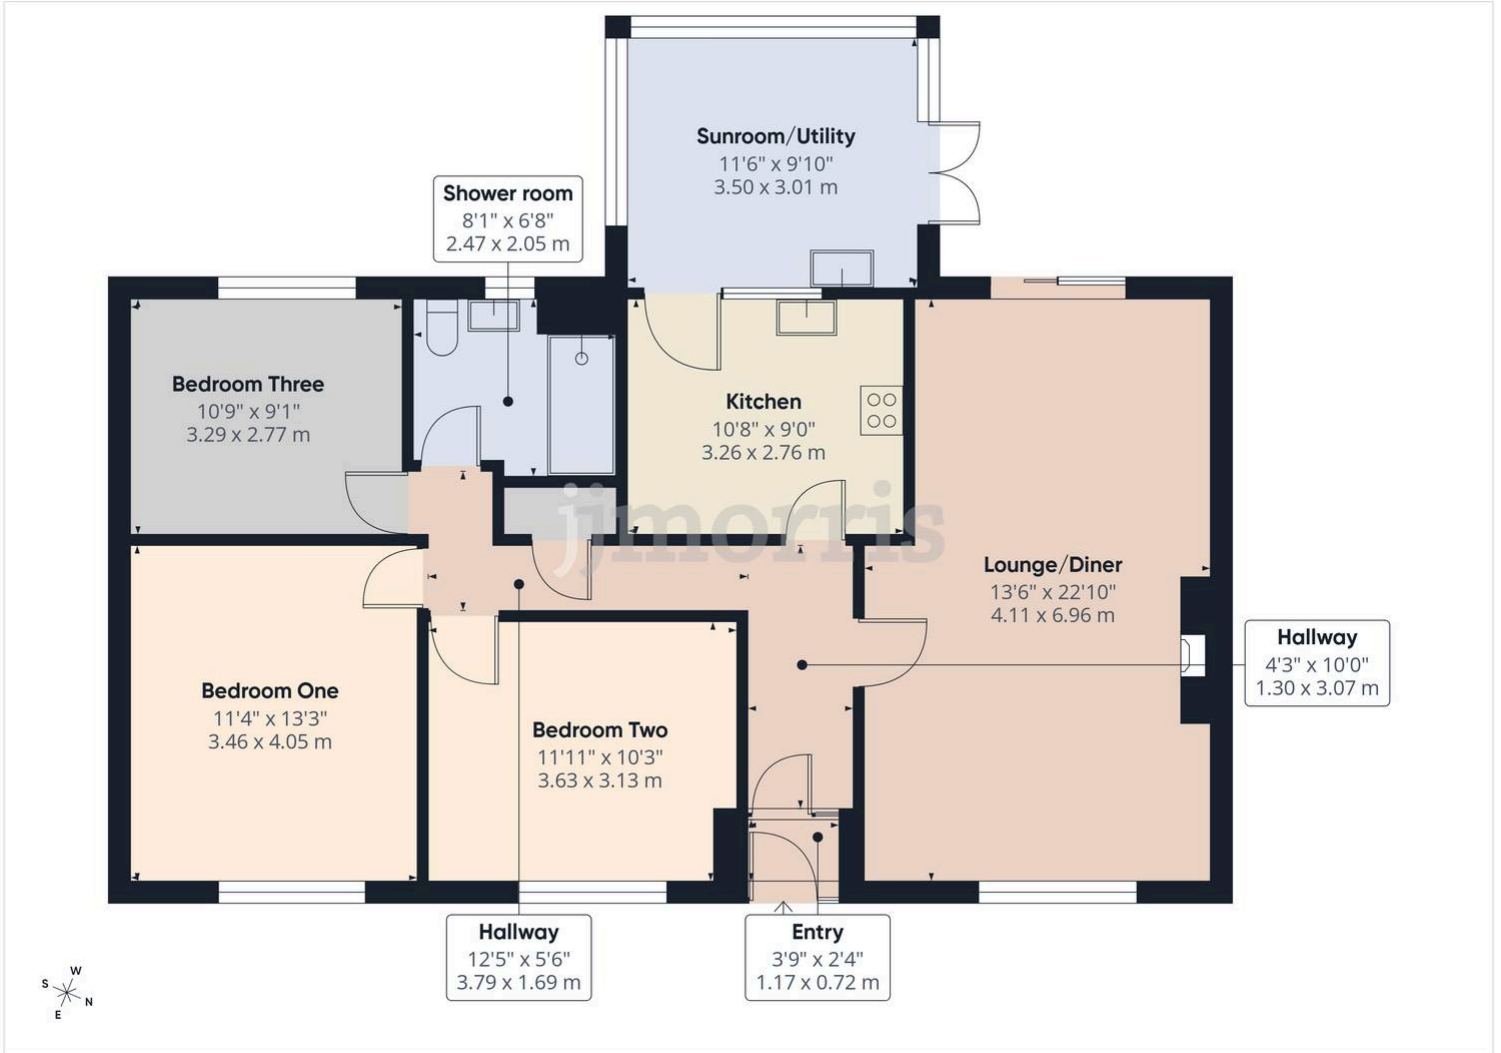 Sunroom/Utility
11'6" x 9'10"
3.50 x 3.01 m
Shower room
8'1" x 6'8"
2.47 x 2.05 m
Bedroom Three
10'9" x 9'1"
3.29 x 2.77 m
Kitchen
10'8" x 9'0"
3.26 x 2.76 m
jjmorris
Lounge/Diner
13'6" x 22'10"
4.11 x 6.96 m
Hallway
4'3" x 10'0"
1.30 x 3.07 m
Bedroom One
11'4" x 13'3"
3.46 x 4.05 m
Bedroom Two
11'11" x 10'3"
3.63 x 3.13 m
Hallway
12'5" x 5'6"
3.79 x 1.69 m
Entry
3'9" x 2'4"
1.17 x 0.72 m
W
S
N
E